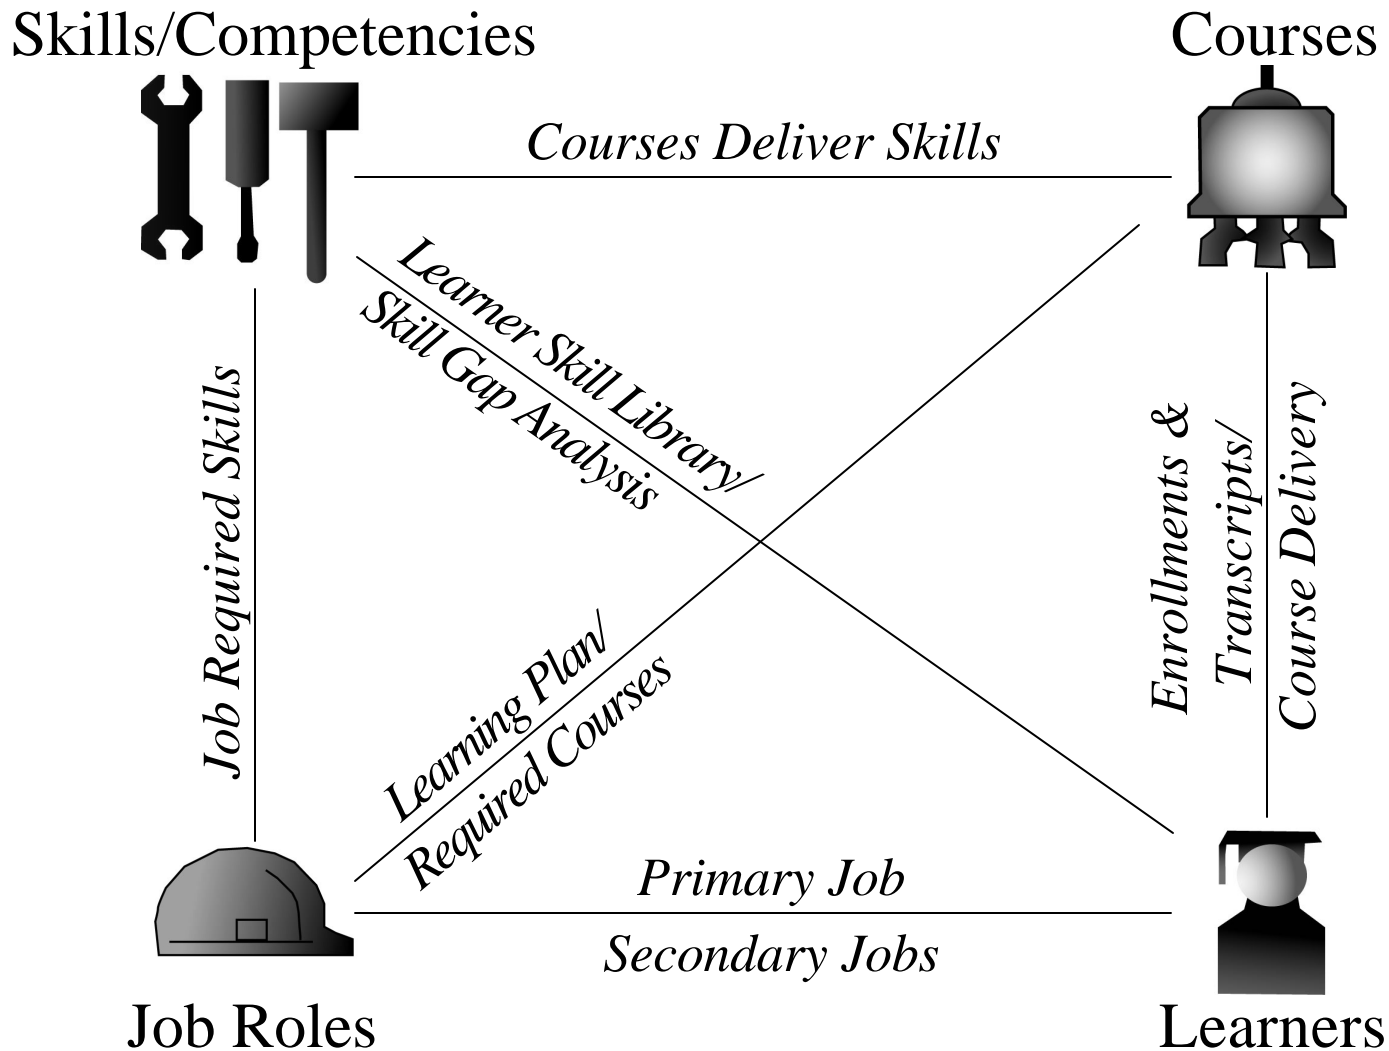 Skills/Competencies
Courses
Courses Deliver Skills
Learner Skill Library/
Skill Gap Analysis
Job Required Skills
Enrollments &
Transcripts/
Course Delivery
Learning Plan/
Required Courses
Primary Job
Secondary Jobs
Job Roles
Learners